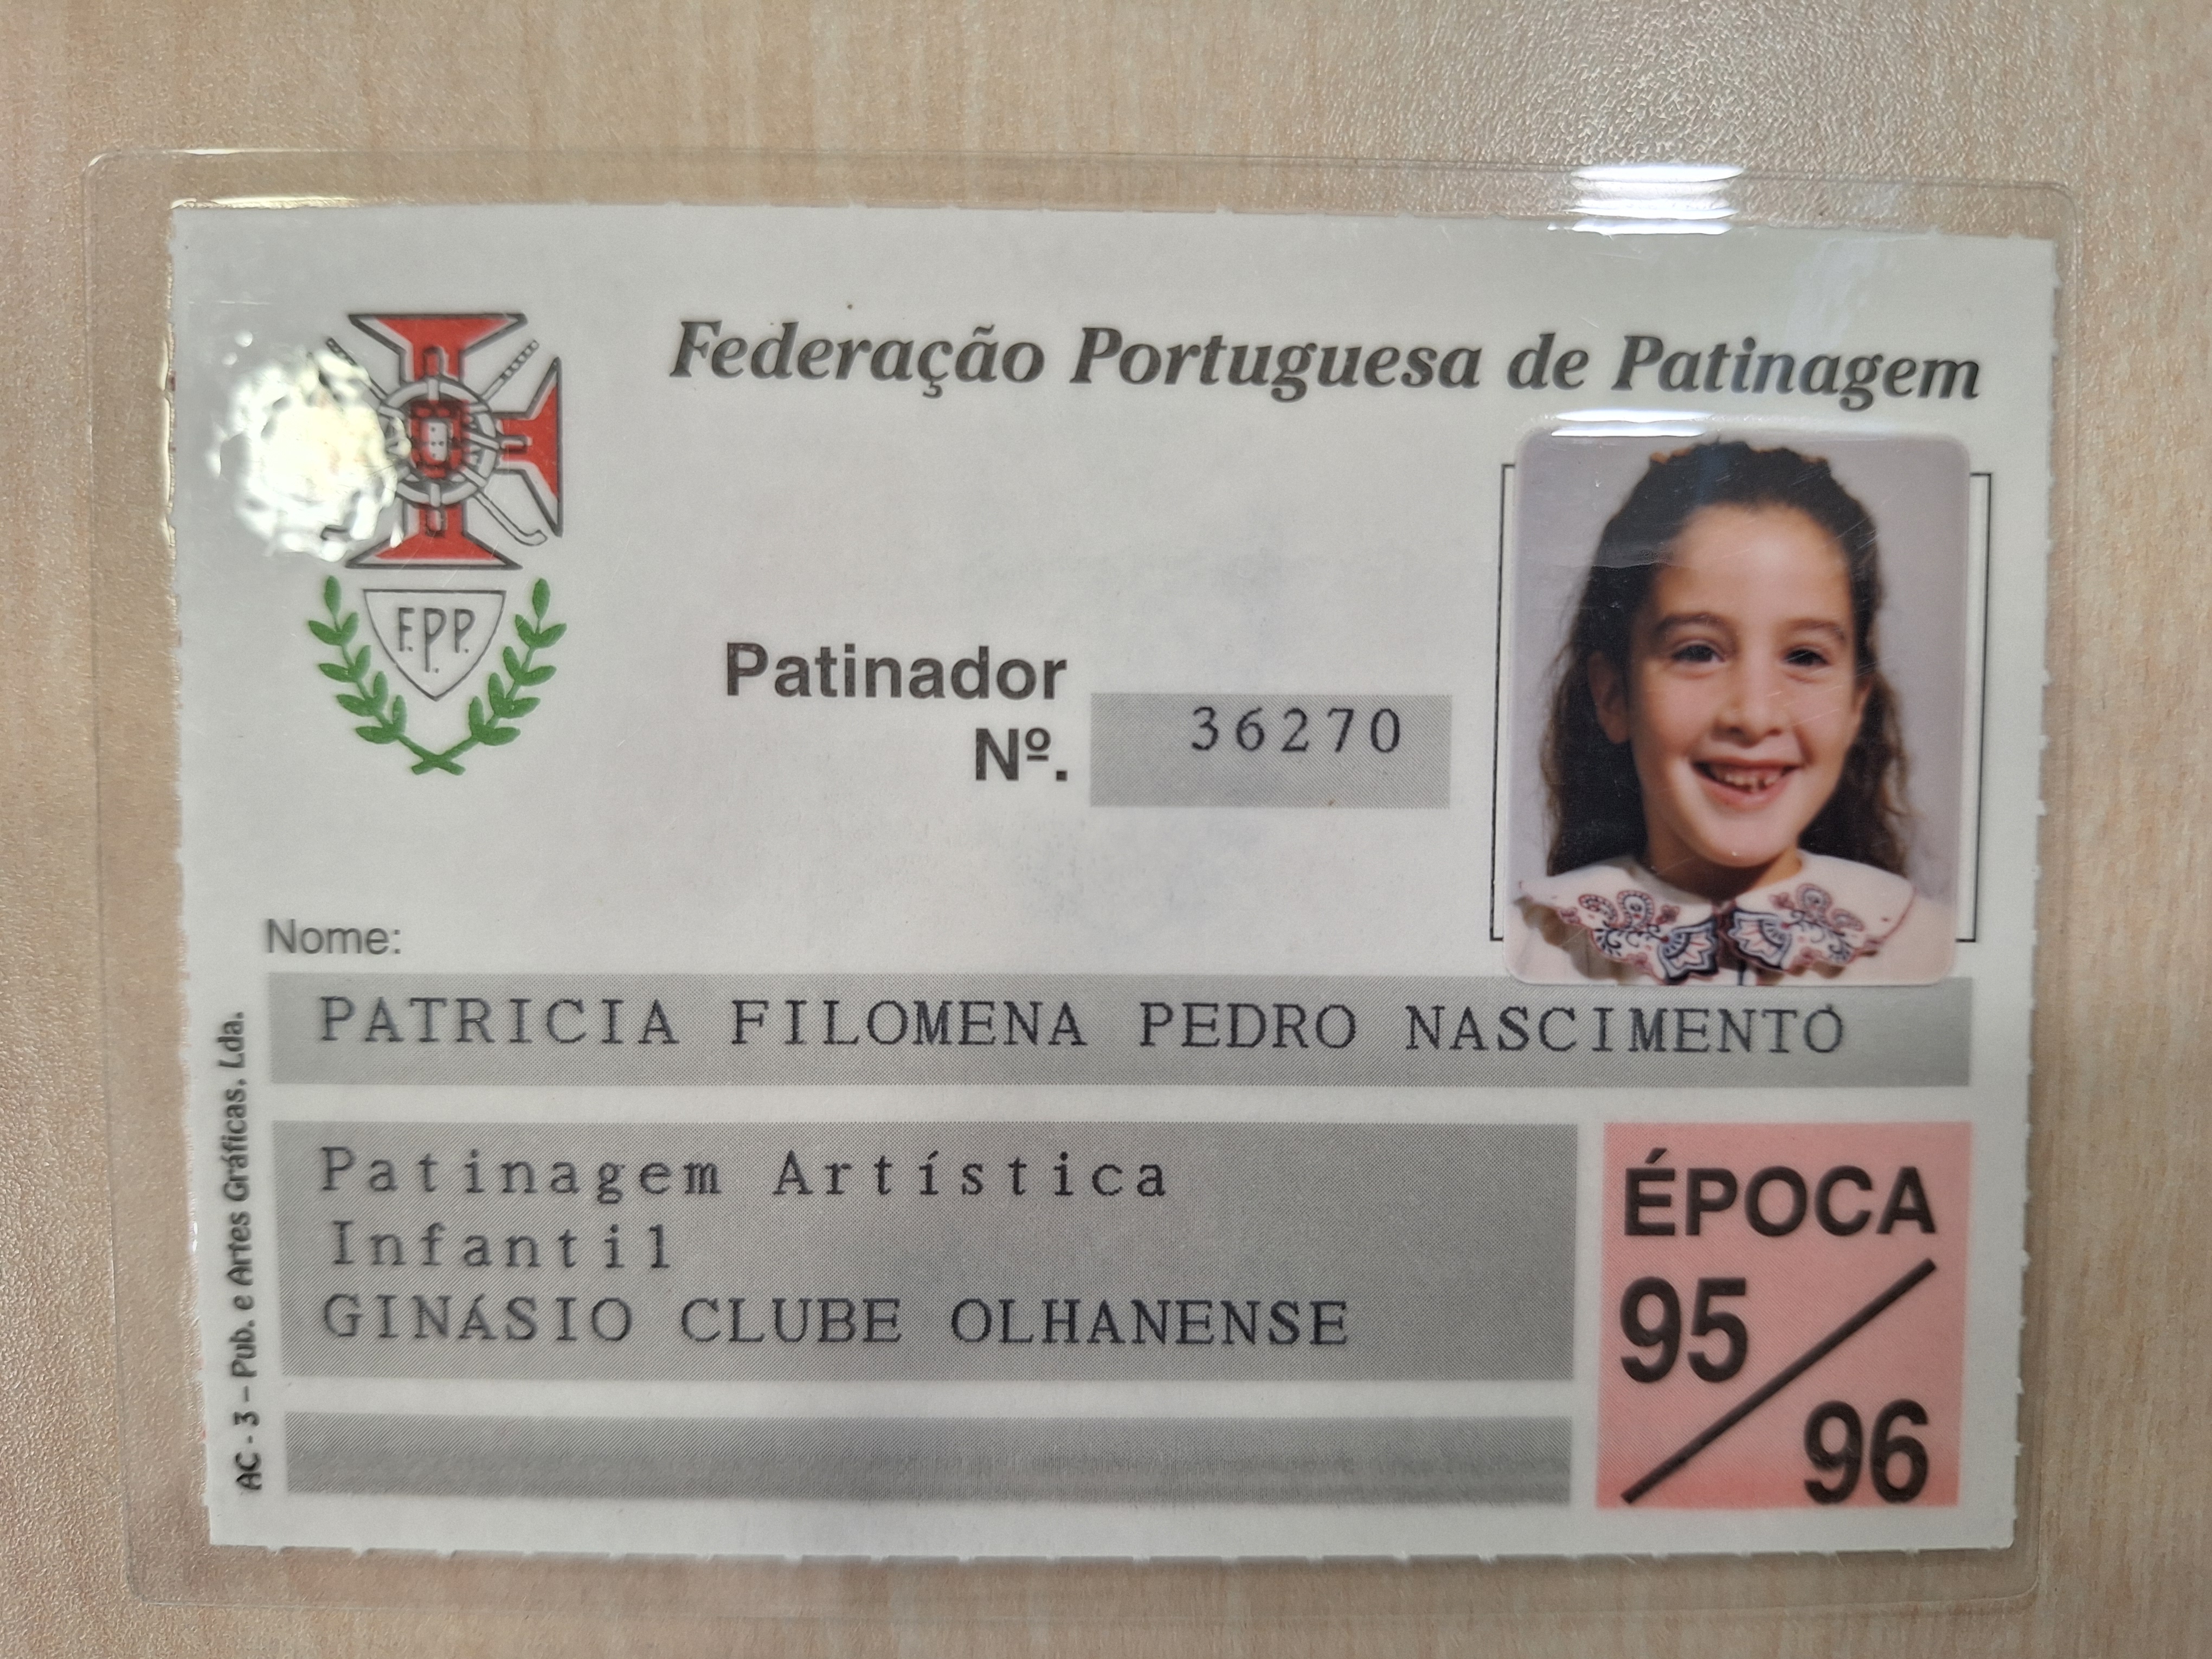 Federação Portuguesa de Patinagem
F.P.P.
Patinador
Nº.
36270
Nome:
PATRICIA FILOMENA PEDRO NASCIMENTO
Patinagem Artística
Infantil
GINÁSIO CLUBE OLHANENSE
ÉPOCA
95/96
AC - 3 – Pub. e Artes Gráficas, Lda.